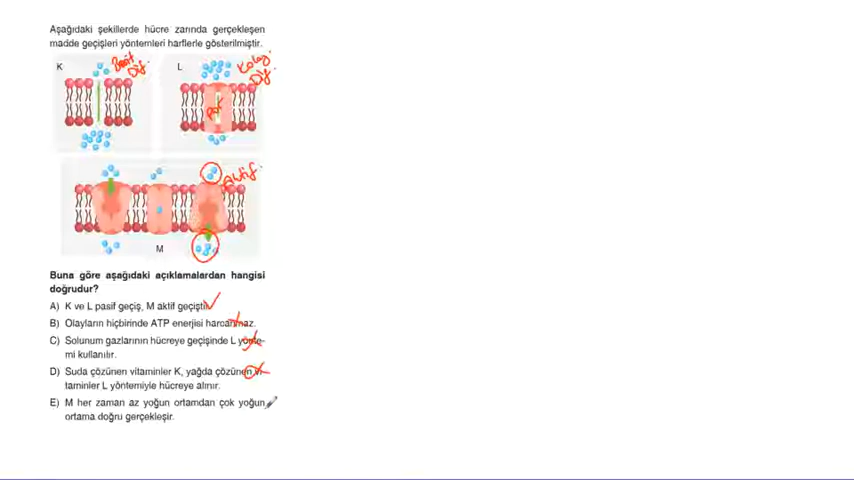 Aşağıdaki şekillerde hücre zarında gerçekleşen
madde geçişleri yöntemleri harflerle gösterilmiştir.
K
Basit
Dif.
L
Kolay.
Dif.
Aktif.
M
Buna göre aşağıdaki açıklamalardan hangisi
doğrudur?
A) K ve L pasif geçiş, M aktif geçiştir.
B) Olayların hiçbirinde ATP enerjisi harcanmaz.
C) Solunum gazlarının hücreye geçişinde L yönte-
mi kullanılır.
D) Suda çözünen vitaminler K, yağda çözünen vi-
taminler L yöntemiyle hücreye alınır.
E) M her zaman az yoğun ortamdan çok yoğun
ortama doğru gerçekleşir.